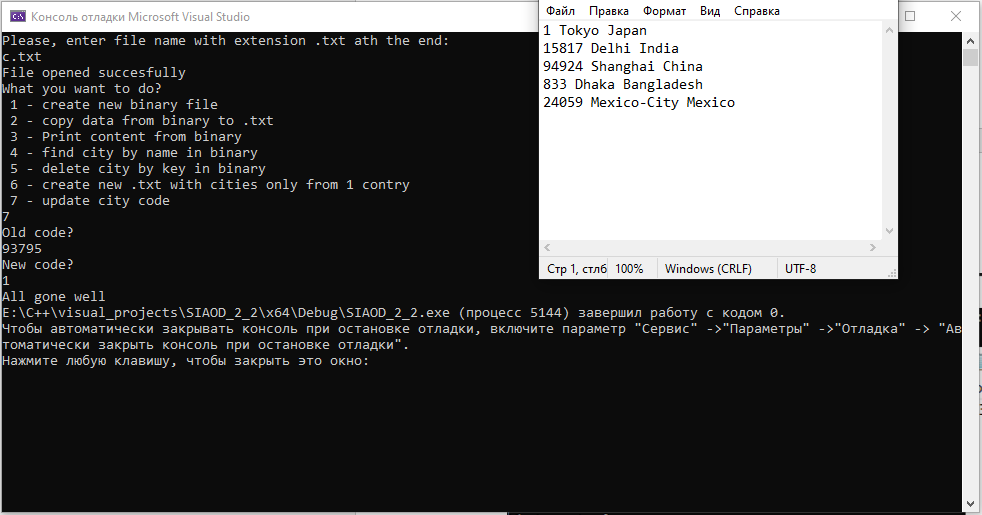 Консоль отладки Microsoft Visual Studio
Please, enter file name with extension .txt ath the end:
c.txt
File opened succesfully
What you want to do?
1 - create new binary file
2 - copy data from binary to .txt
3 - Print content from binary
4 - find city by name in binary
5 - delete city by key in binary
6 - create new .txt with cities only from 1 contry
7 - update city code
7
Old code?
93795
New code?
1
All gone well
E:\C++\visual_projects\SIAOD_2_2\x64\Debug\SIAOD_2_2.exe (процесс 5144) завершил работу с кодом 0.
Чтобы автоматически закрывать консоль при остановке отладки, включите параметр "Сервис" ->"Параметры" ->"Отладка" -> "Ав
томатически закрыть консоль при остановке отладки".
Нажмите любую клавишу, чтобы закрыть это окно:
Файл Правка Формат Вид Справка
1 Tokyo Japan
15817 Delhi India
94924 Shanghai China
833 Dhaka Bangladesh
24059 Mexico-City Mexico
Стр 1, стлб 100% Windows (CRLF) UTF-8